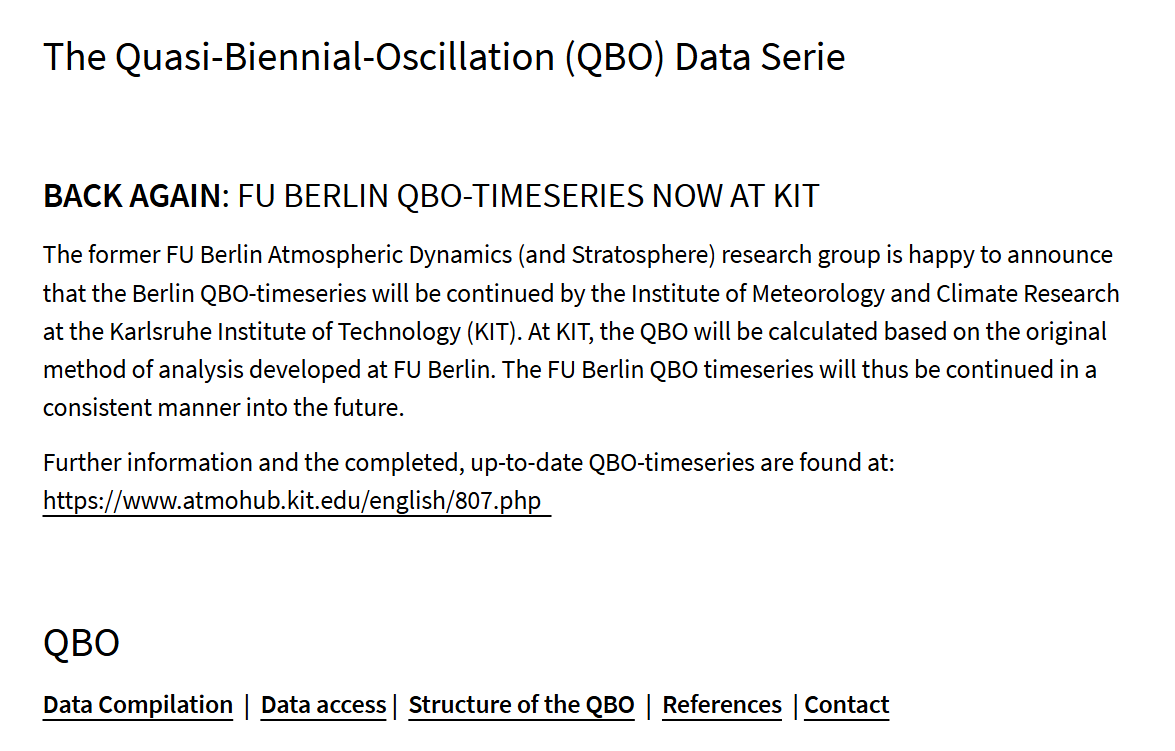 The Quasi-Biennial-Oscillation (QBO) Data Serie
BACK AGAIN: FU BERLIN QBO-TIMESERIES NOW AT KIT
The former FU Berlin Atmospheric Dynamics (and Stratosphere) research group is happy to announce
that the Berlin QBO-timeseries will be continued by the Institute of Meteorology and Climate Research
at the Karlsruhe Institute of Technology (KIT). At KIT, the QBO will be calculated based on the original
method of analysis developed at FU Berlin. The FU Berlin QBO timeseries will thus be continued in a
consistent manner into the future.
Further information and the completed, up-to-date QBO-timeseries are found at:
https://www.atmohub.kit.edu/english/807.php
QBO
Data Compilation | Data access | Structure of the QBO | References | Contact